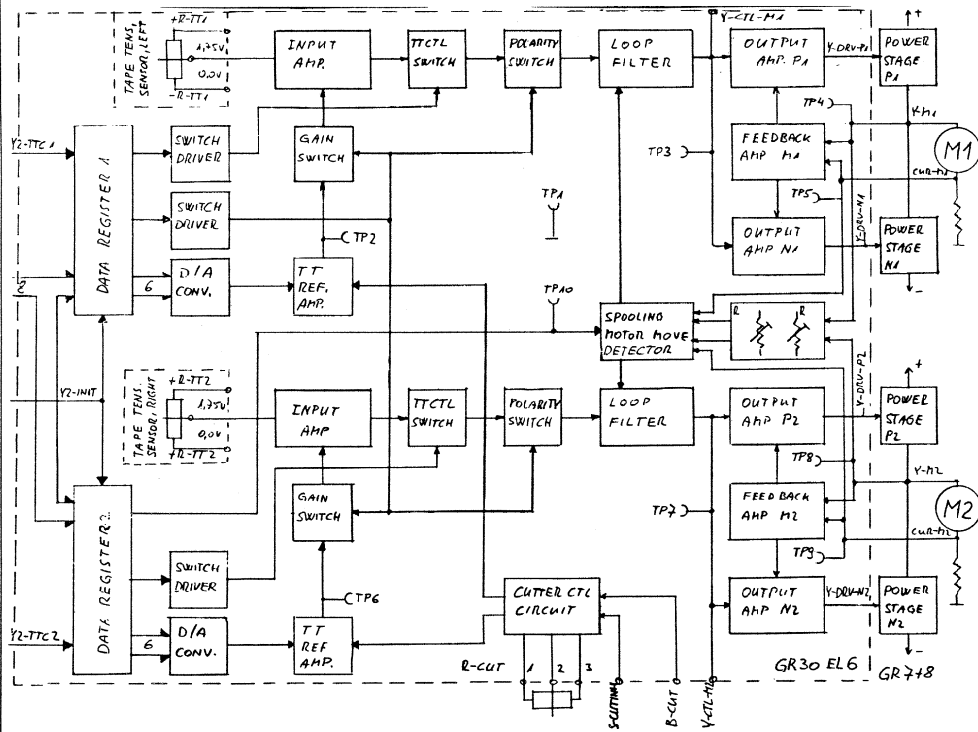 +R-TT1
TAPE TENS.
SENSOR, LEFT
1,75V
0,0V
-R-TT1
INPUT
AMP.
TTCTL
SWITCH
POLARITY
SWITCH
LOOP
FILTER
Y-CTL-M1
OUTPUT
AMP. P1
Y-DRV-P1
+
POWER
STAGE
P1
TP4
Y-M1
M1
Y2-TTC1
DATA REGISTER 1
SWITCH
DRIVER
GAIN
SWITCH
TP3
FEEDBACK
AMP M1
CUR-M1
TP5
SWITCH
DRIVER
TP1
TP2
OUTPUT
AMP N1
Y-DRV-N1
POWER
STAGE
N1
-
2
6
D/A
CONV.
TT
REF.
AMP.
TP10
SPOOLING
MOTOR MOVE
DETECTOR
R
R
Y-DRV-P2
Y2-INIT
+R-TT2
TAPE TENS.
SENSOR, RIGHT
1,75V
0,0V
+R-TT2
INPUT
AMP
TTCTL
SWITCH
POLARITY
SWITCH
LOOP
FILTER
OUTPUT
AMP P2
+
POWER
STAGE
P2
TP8
Y-M2
M2
DATA REGISTER 2
GAIN
SWITCH
TP7
FEEDBACK
AMP M2
CUR-M2
TP9
SWITCH
DRIVER
TP6
CUTTER CTL
CIRCUIT
OUTPUT
AMP N2
Y-DRV-N2
POWER
STAGE
N2
-
Y2-TTC2
6
D/A
CONV.
TT
REF
AMP.
R-CUT
1
2
3
B-CUT
Y-CTL-M2
GR30 EL6
GR7+8